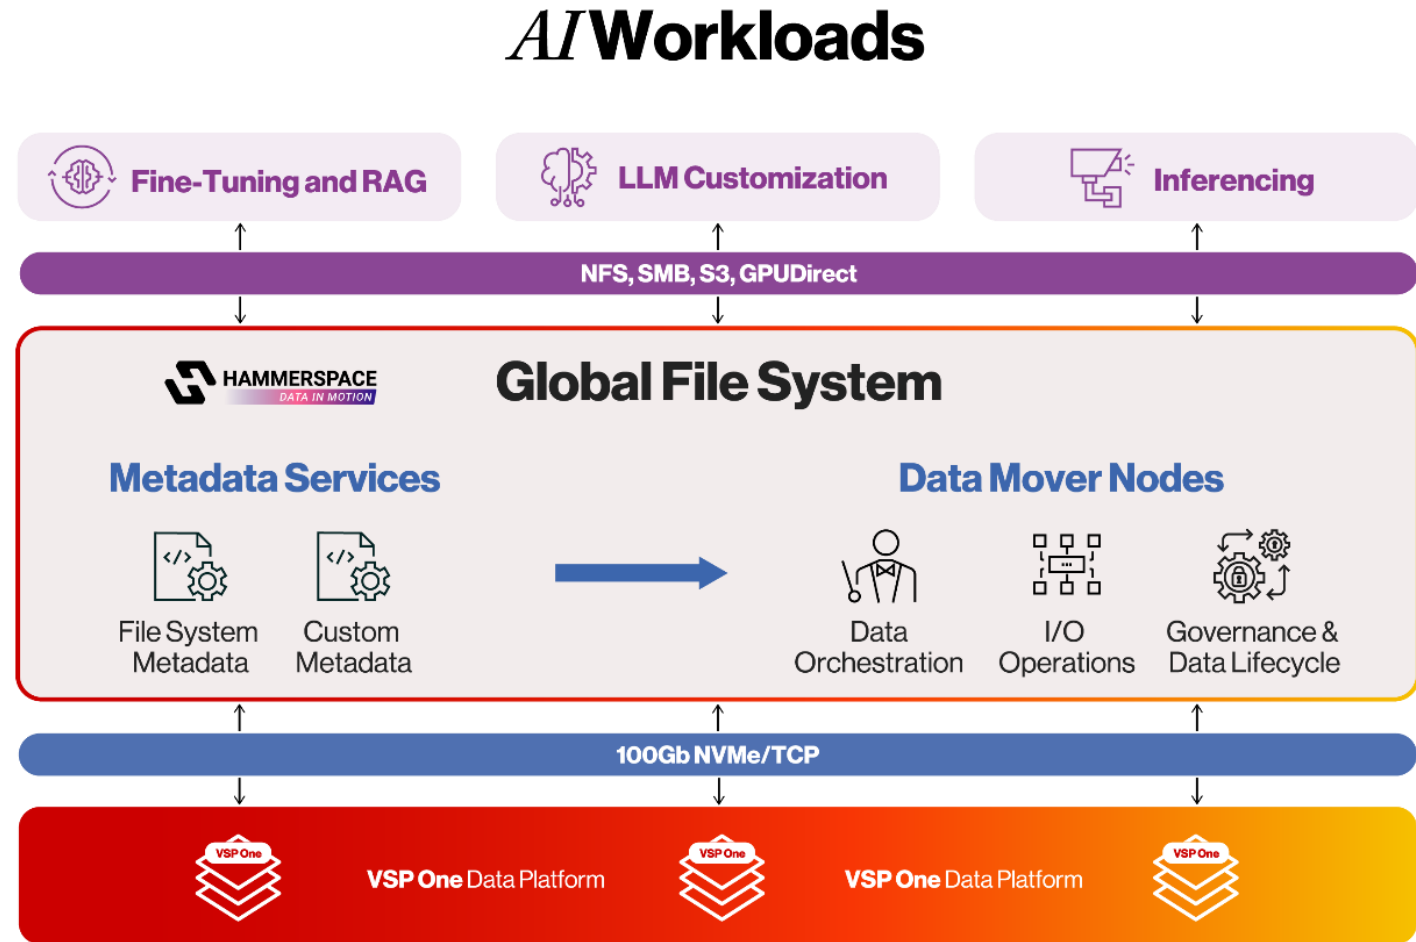 AI Workloads
Fine-Tuning and RAG
LLM Customization
Inferencing
NFS, SMB, S3, GPUDirect
HAMMERSPACE
DATA IN MOTION
Global File System
Metadata Services
Data Mover Nodes
</>
</>
File System
Metadata
Custom
Metadata
Data
Orchestration
I/O
Operations
Governance &
Data Lifecycle
100Gb NVMe/TCP
VSP One
VSP One Data Platform
VSP One
VSP One Data Platform
VSP One